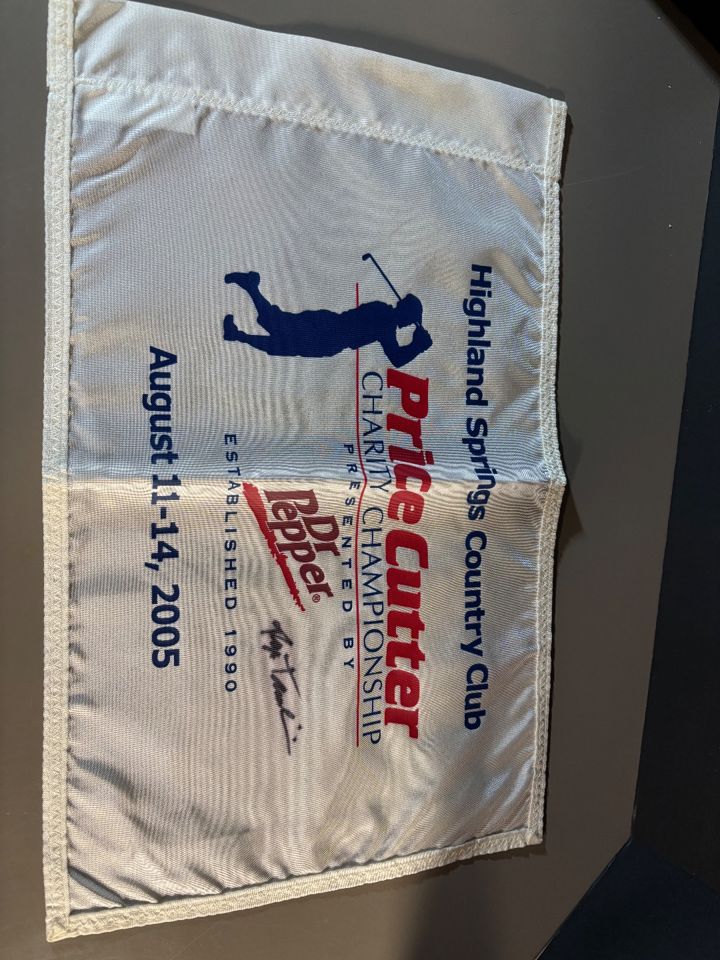 Highland Springs Country Club
Price Cutter
CHARITY CHAMPIONSHIP
PRESENTED BY
Dr
Pepper®
ESTABLISHED 1990
August 11-14, 2005